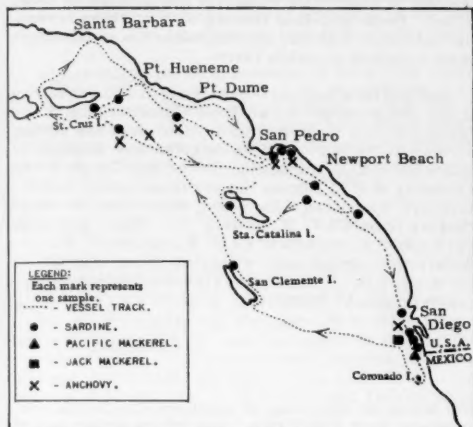 Santa Barbara
Pt. Hueneme
Pt. Dume
St. Cruz I.
San Pedro
Newport Beach
Sta. Catalina I.
San Clemente I.
San
Diego
U.S.A.
MEXICO
Coronado I.
LEGEND:
Each mark represents
one sample.
- VESSEL TRACK.
- SARDINE.
- PACIFIC MACKEREL.
- JACK MACKEREL.
- ANCHOVY.